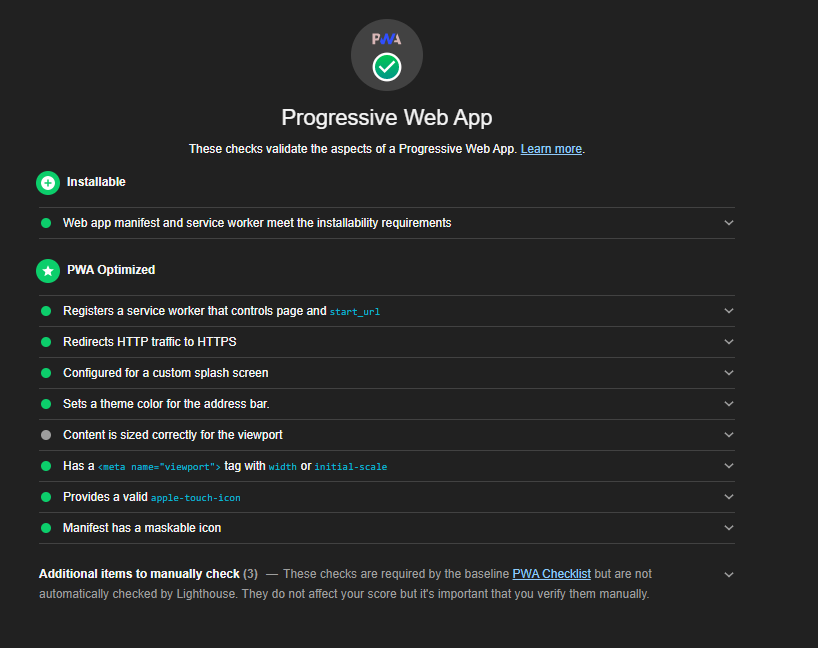 PWA
Progressive Web App
These checks validate the aspects of a Progressive Web App. Learn more.
Installable
Web app manifest and service worker meet the installability requirements
PWA Optimized
Registers a service worker that controls page and start_url
Redirects HTTP traffic to HTTPS
Configured for a custom splash screen
Sets a theme color for the address bar.
Content is sized correctly for the viewport
Has a <meta name="viewport"> tag with width or initial-scale
Provides a valid apple-touch-icon
Manifest has a maskable icon
Additional items to manually check (3) — These checks are required by the baseline PWA Checklist but are not
automatically checked by Lighthouse. They do not affect your score but it's important that you verify them manually.